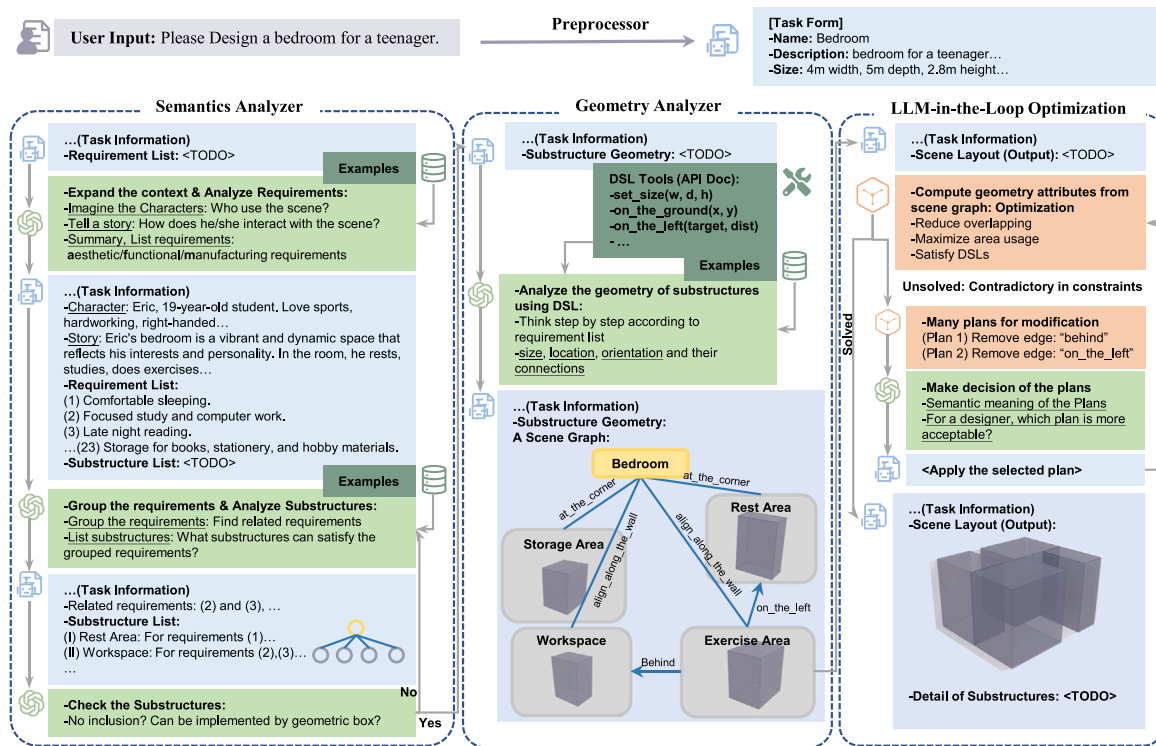 User Input: Please Design a bedroom for a teenager.
Preprocessor
[Task Form]
-Name: Bedroom
-Description: bedroom for a teenager…
-Size: 4m width, 5m depth, 2.8m height…
Semantics Analyzer
…(Task Information)
-Requirement List: <TODO>
Examples
-Expand the context & Analyze Requirements:
-Imagine the Characters: Who use the scene?
-Tell a story: How does he/she interact with the scene?
-Summary, List requirements:
aesthetic/functional/manufacturing requirements
…(Task Information)
-Character: Eric, 19-year-old student. Love sports,
hardworking, right-handed…
-Story: Eric's bedroom is a vibrant and dynamic space that
reflects his interests and personality. In the room, he rests,
studies, does exercises…
-Requirement List:
(1) Comfortable sleeping.
(2) Focused study and computer work.
(3) Late night reading.
…(23) Storage for books, stationery, and hobby materials.
-Substructure List: <TODO>
Examples
-Group the requirements & Analyze Substructures:
-Group the requirements: Find related requirements
-List substructures: What substructures can satisfy the
grouped requirements?
…(Task Information)
-Related requirements: (2) and (3), …
-Substructure List:
(I) Rest Area: For requirements (1)…
(II) Workspace: For requirements (2),(3)…
…
No
-Check the Substructures:
-No inclusion? Can be implemented by geometric box?
Yes
Geometry Analyzer
…(Task Information)
-Substructure Geometry: <TODO>
DSL Tools (API Doc):
-set_size(w, d, h)
-on_the_ground(x, y)
-on_the_left(target, dist)
- …
Examples
-Analyze the geometry of substructures
using DSL:
-Think step by step according to
requirement list
-size, location, orientation and their
connections
…(Task Information)
-Substructure Geometry:
A Scene Graph:
Bedroom
at_the_corner
at_the_corner
Rest Area
Storage Area
align_along_the_wall
align_along_the_wall
on_the_left
Workspace
Behind
Exercise Area
LLM-in-the-Loop Optimization
…(Task Information)
-Scene Layout (Output): <TODO>
-Compute geometry attributes from
scene graph: Optimization
-Reduce overlapping
-Maximize area usage
-Satisfy DSLs
Unsolved: Contradictory in constraints
Solved
-Many plans for modification
(Plan 1) Remove edge: “behind”
(Plan 2) Remove edge: “on_the_left”
-Make decision of the plans
-Semantic meaning of the Plans
-For a designer, which plan is more
acceptable?
<Apply the selected plan>
…(Task Information)
-Scene Layout (Output):
-Detail of Substructures: <TODO>